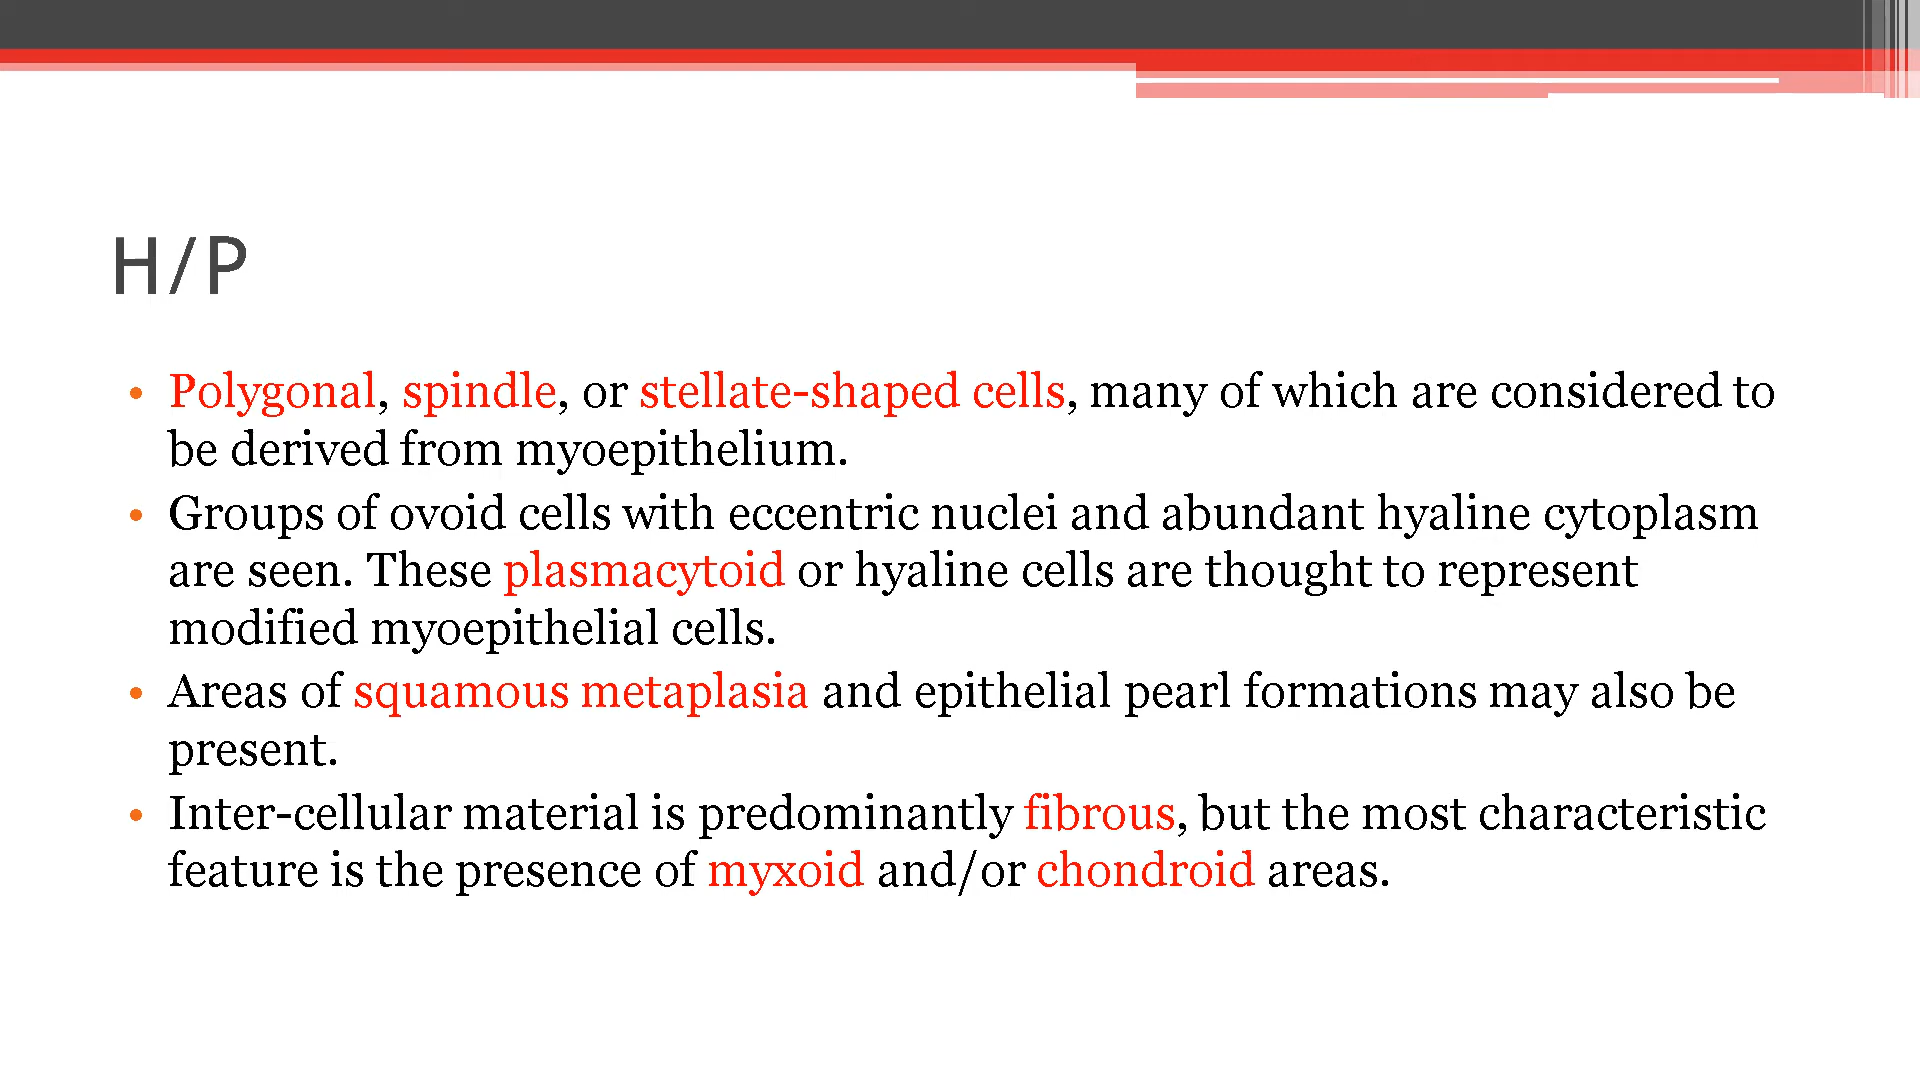 H/P
• Polygonal, spindle, or stellate-shaped cells, many of which are considered to
be derived from myoepithelium.
• Groups of ovoid cells with eccentric nuclei and abundant hyaline cytoplasm
are seen. These plasmacytoid or hyaline cells are thought to represent
modified myoepithelial cells.
• Areas of squamous metaplasia and epithelial pearl formations may also be
present.
• Inter-cellular material is predominantly fibrous, but the most characteristic
feature is the presence of myxoid and/or chondroid areas.